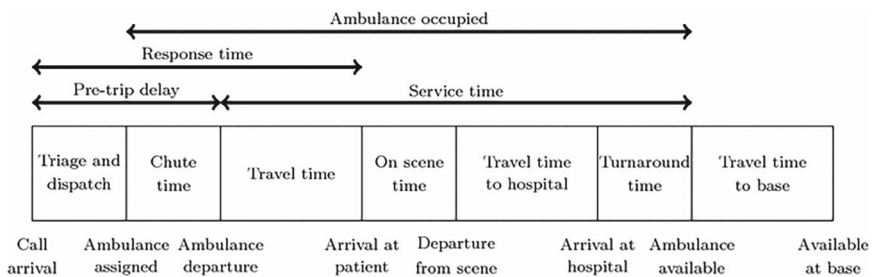 Ambulance occupied
Response time
Pre-trip delay
Service time
Triage and
dispatch
Chute
time
Travel time
On scene
time
Travel time
to hospital
Turnaround
time
Travel time
to base
Call
arrival
Ambulance
assigned
Ambulance
departure
Arrival at
patient
Departure
from scene
Arrival at
hospital
Ambulance
available
Available
at base